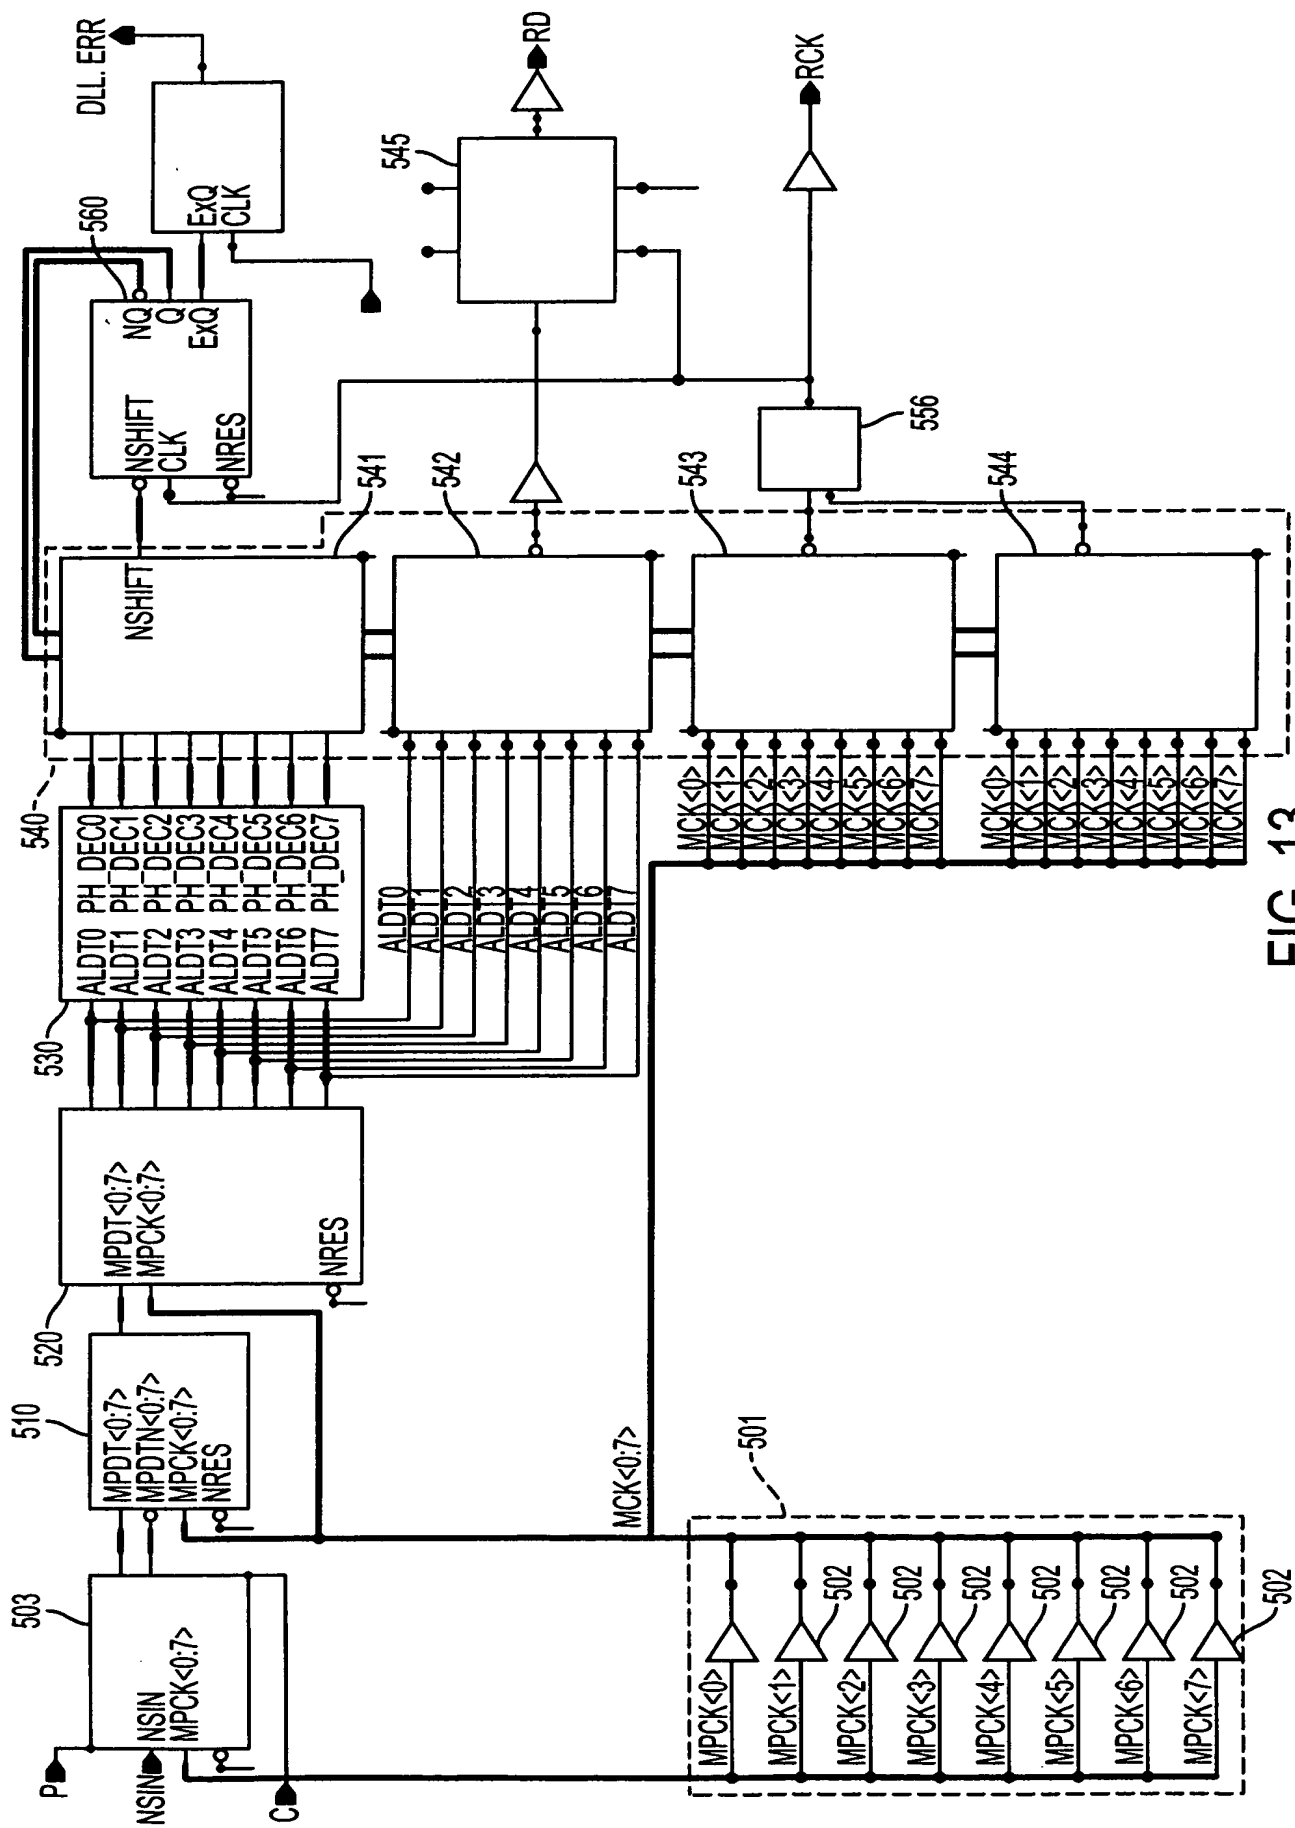 P
NSIN
C
503
NSIN
MPCK<0:7>
510
MPDT<0:7>
MPDTN<0:7>
MPCK<0:7>
NRES
520
MPDT<0:7>
MPCK<0:7>
NRES
530
ALDT0 PH_DEC0
ALDT1 PH_DEC1
ALDT2 PH_DEC2
ALDT3 PH_DEC3
ALDT4 PH_DEC4
ALDT5 PH_DEC5
ALDT6 PH_DEC6
ALDT7 PH_DEC7
540
NSHIFT
541
NSHIFT
CLK
NRES
NQ
Q
ExQ
560
ExQ
CLK
DLL. ERR
ALDT0
ALDT1
ALDT2
ALDT3
ALDT4
ALDT5
ALDT6
ALDT7
542
545
RD
MCK<0:7>
MCK<0>
MCK<1>
MCK<2>
MCK<3>
MCK<4>
MCK<5>
MCK<6>
MCK<7>
543
556
RCK
MCK<0>
MCK<1>
MCK<2>
MCK<3>
MCK<4>
MCK<5>
MCK<6>
MCK<7>
544
501
MPCK<0>
MPCK<1>
502
MPCK<2>
502
MPCK<3>
502
MPCK<4>
502
MPCK<5>
502
MPCK<6>
502
MPCK<7>
502
FIG. 13